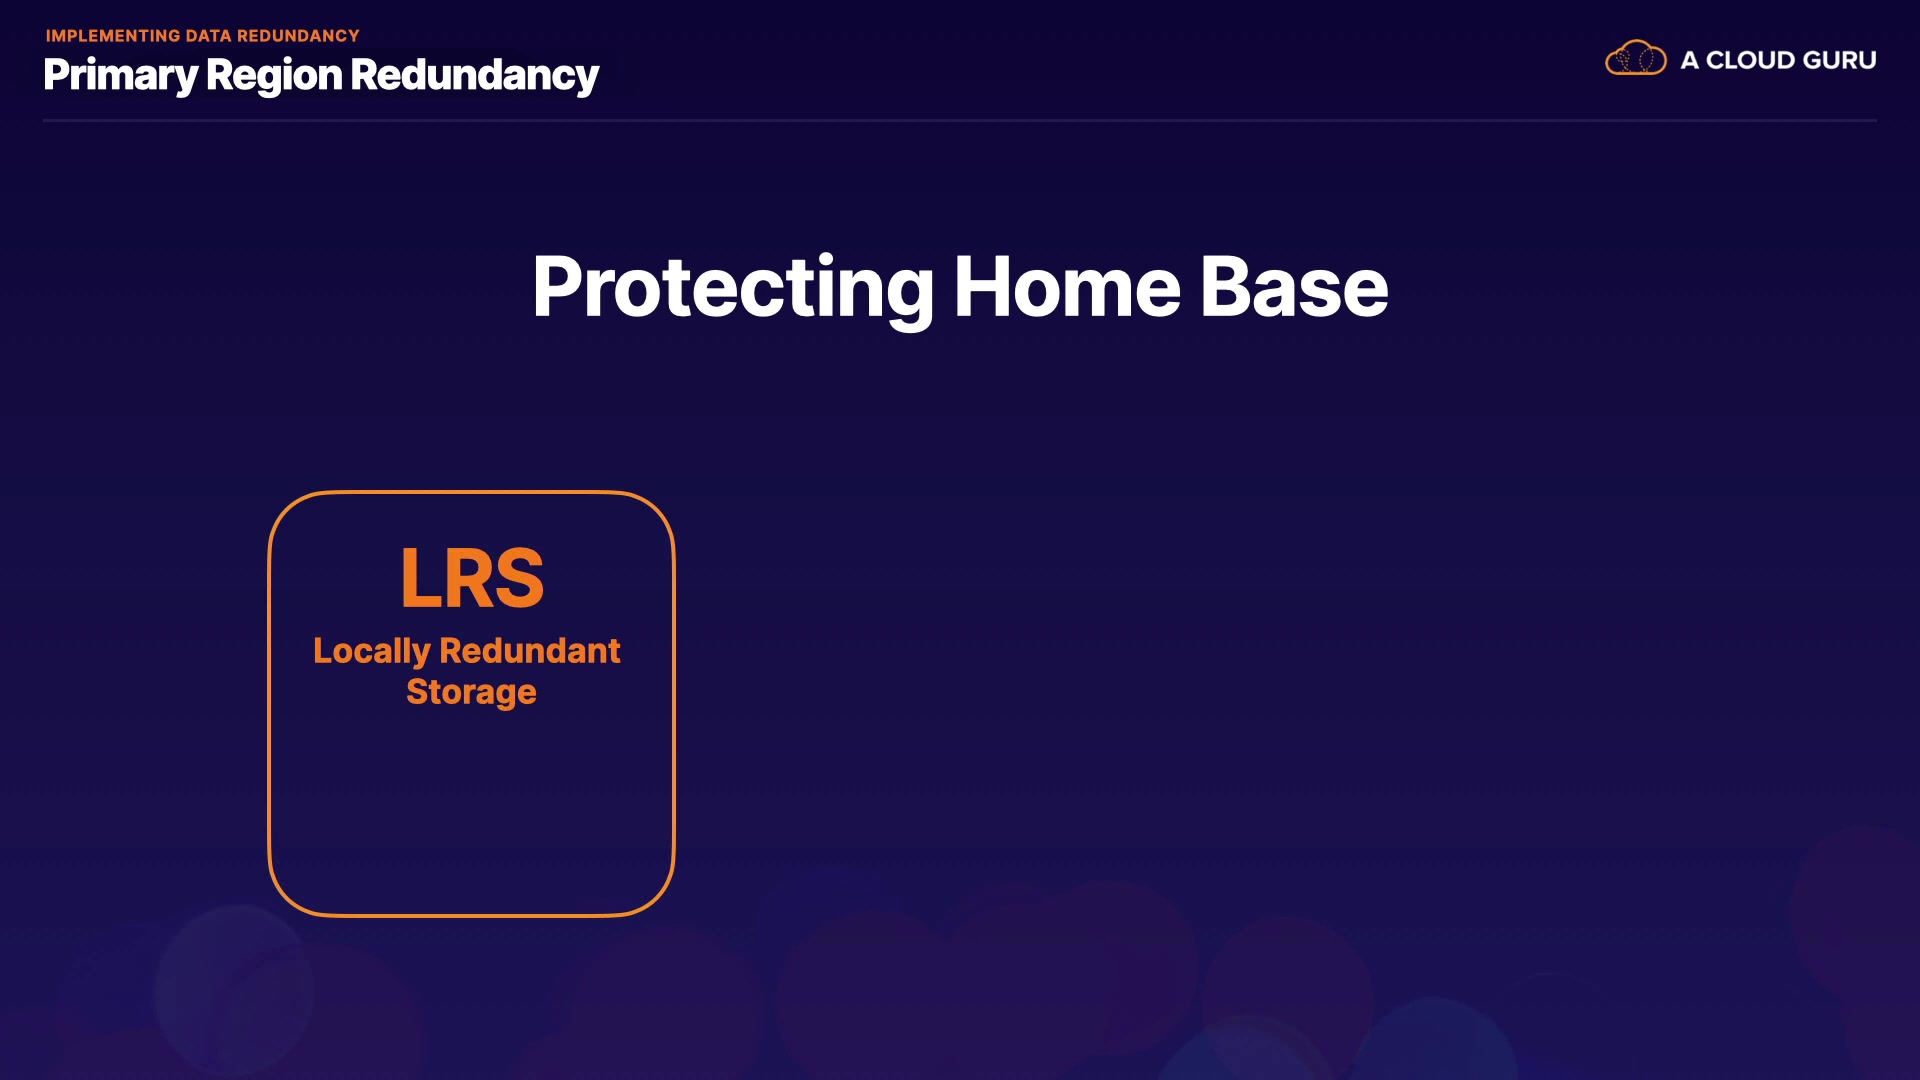 IMPLEMENTING DATA REDUNDANCY
Primary Region Redundancy
A CLOUD GURU
Protecting Home Base
LRS
Locally Redundant
Storage